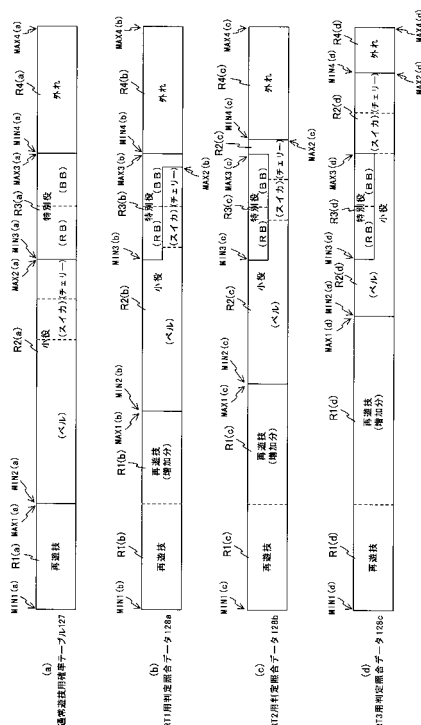 (a)
通常遊技用確率テーブル127
MIN1(a)
R1(a)
再遊技
MAX1(a)
MIN2(a)
R2(a)
小役
(ベル)
(スイカ)
(チェリー)
MAX2(a)
MIN3(a)
R3(a)
特別役
(RB)
(BB)
MAX3(a)
MIN4(a)
R4(a)
外れ
MAX4(a)
(b)
RT1用判定照合データ128a
MIN1(b)
R1(b)
再遊技
R1(b)
再遊技
(増加分)
MAX1(b)
MIN2(b)
R2(b)
小役
(ベル)
(スイカ)
(チェリー)
MAX2(b)
MIN3(b)
R3(b)
特別役
(RB)
(BB)
MAX3(b)
MIN4(b)
R4(b)
外れ
MAX4(b)
(c)
RT2用判定照合データ128b
MIN1(c)
R1(c)
再遊技
R1(c)
再遊技
(増加分)
MAX1(c)
MIN2(c)
R2(c)
小役
(ベル)
MIN3(c)
R3(c)
特別役
(RB)
(BB)
MAX3(c)
R2(c)
(スイカ)
(チェリー)
MAX2(c)
MIN4(c)
R4(c)
外れ
MAX4(c)
(d)
RT3用判定照合データ128c
MIN1(d)
R1(d)
再遊技
R1(d)
再遊技
(増加分)
MAX1(d)
MIN2(d)
R2(d)
(ベル)
MIN3(d)
R3(d)
特別役
(RB)
(BB)
小役
MAX3(d)
R2(d)
(スイカ)
(チェリー)
MAX2(d)
MIN4(d)
R4(d)
外れ
MAX4(d)